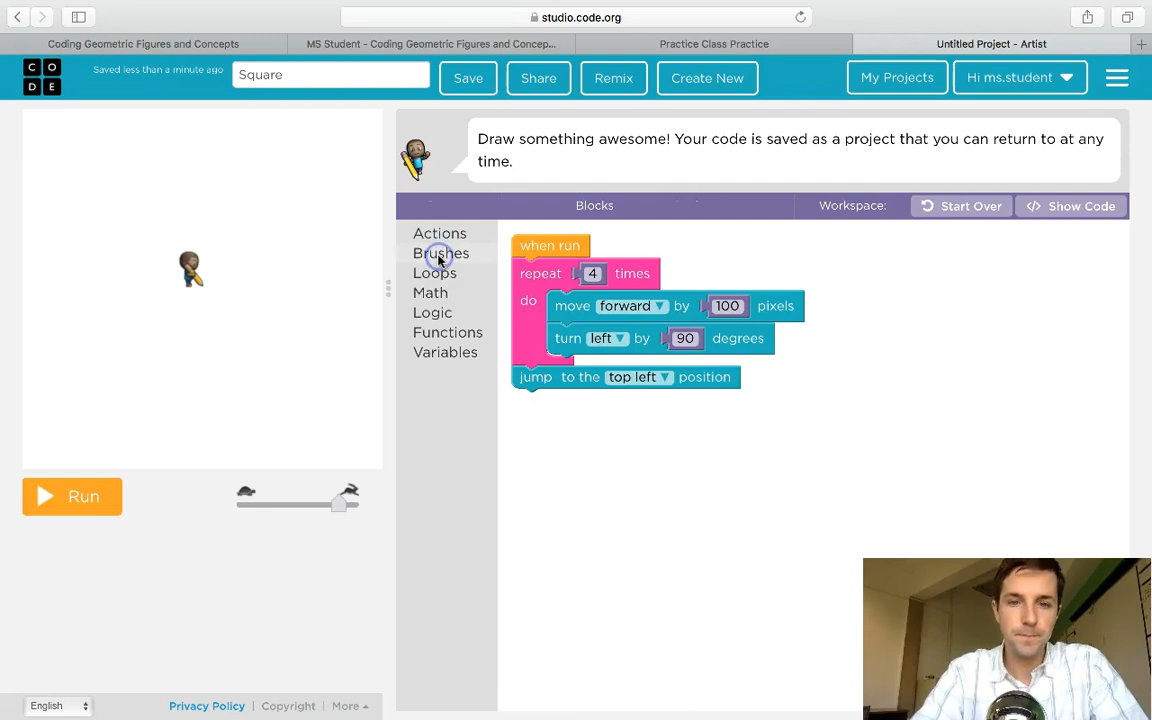 studio.code.org
Coding Geometric Figures and Concepts
MS Student - Coding Geometric Figures and Concep...
Practice Class Practice
Untitled Project - Artist
C O D E
Saved less than a minute ago
Square
Save
Share
Remix
Create New
My Projects
Hi ms.student
Draw something awesome! Your code is saved as a project that you can return to at any
time.
Blocks
Workspace:
Start Over
</> Show Code
Actions
Brushes
Loops
Math
Logic
Functions
Variables
when run
repeat 4 times
do
move forward by 100 pixels
turn left by 90 degrees
jump to the top left position
Run
English
Privacy Policy | Copyright | More